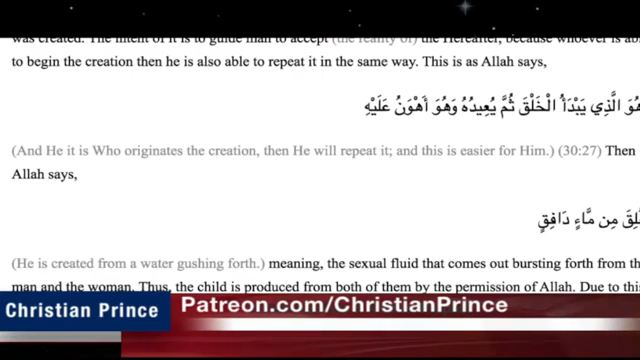 was created. The intent of it is to guide man to accept (the reality of) the Hereafter, because whoever is abl
to begin the creation then he is also able to repeat it in the same way. This is as Allah says,
هُوَ الَّذِي يَبْدَأُ الْخَلْقَ ثُمَّ يُعِيدُهُ وَهُوَ أَهْوَنُ عَلَيْهِ
(And He it is Who originates the creation, then He will repeat it; and this is easier for Him.) (30:27) Then
Allah says,
لِقَ مِن مَّاءٍ دَافِقٍ
(He is created from a water gushing forth.) meaning, the sexual fluid that comes out bursting forth from the
man and the woman. Thus, the child is produced from both of them by the permission of Allah. Due to this
Christian Prince
Patreon.com/ChristianPrince